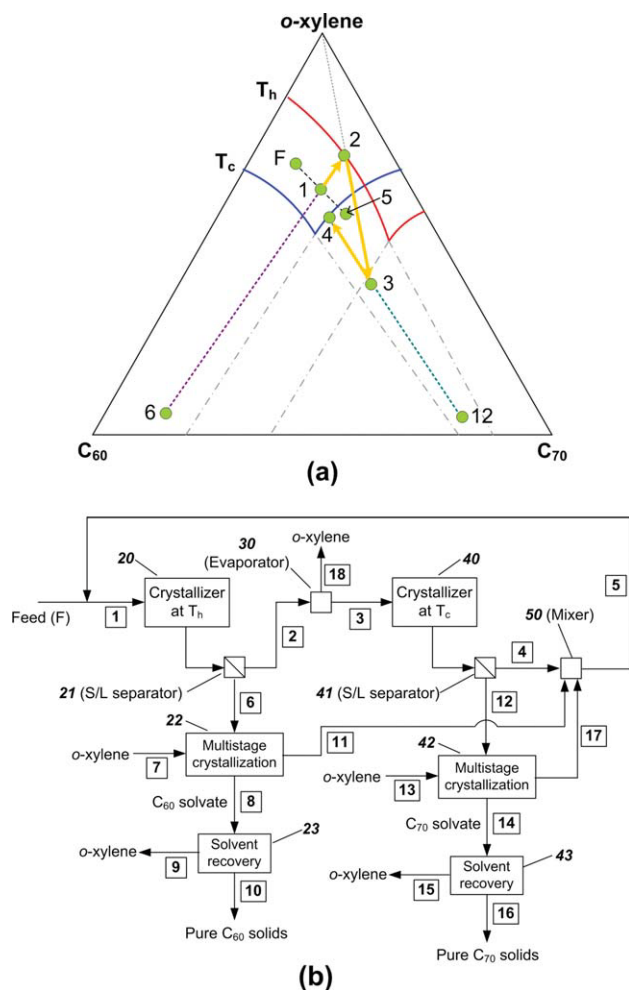 o-xylene
Th
2
F
Tc
1
5
4
3
6
12
C60
C70
(a)
o-xylene
30
(Evaporator)
18
40
20
Crystallizer
at Th
Crystallizer
at Tc
5
50 (Mixer)
Feed (F)
1
3
2
4
21 (S/L separator)
41 (S/L separator)
6
12
22
17
11
42
o-xylene
Multistage
crystallization
7
o-xylene
Multistage
crystallization
13
C60 solvate
8
23
C70 solvate
14
43
o-xylene
Solvent
recovery
9
10
o-xylene
Solvent
recovery
15
16
Pure C60 solids
Pure C70 solids
(b)